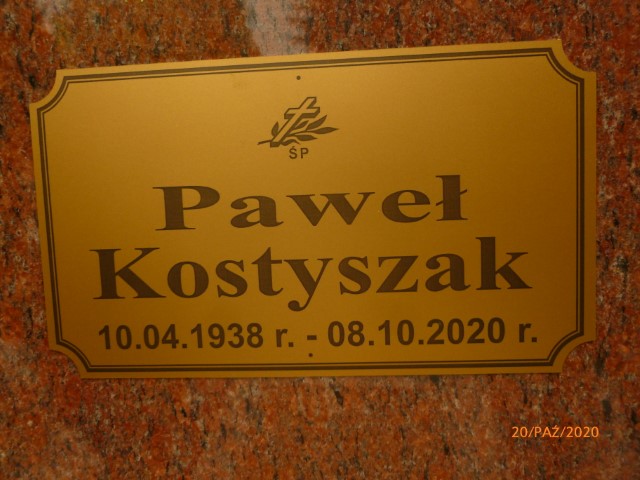 ŚP
Paweł
Kostyszak
10.04.1938 r. - 08.10.2020 r.
20/PAŹ/2020